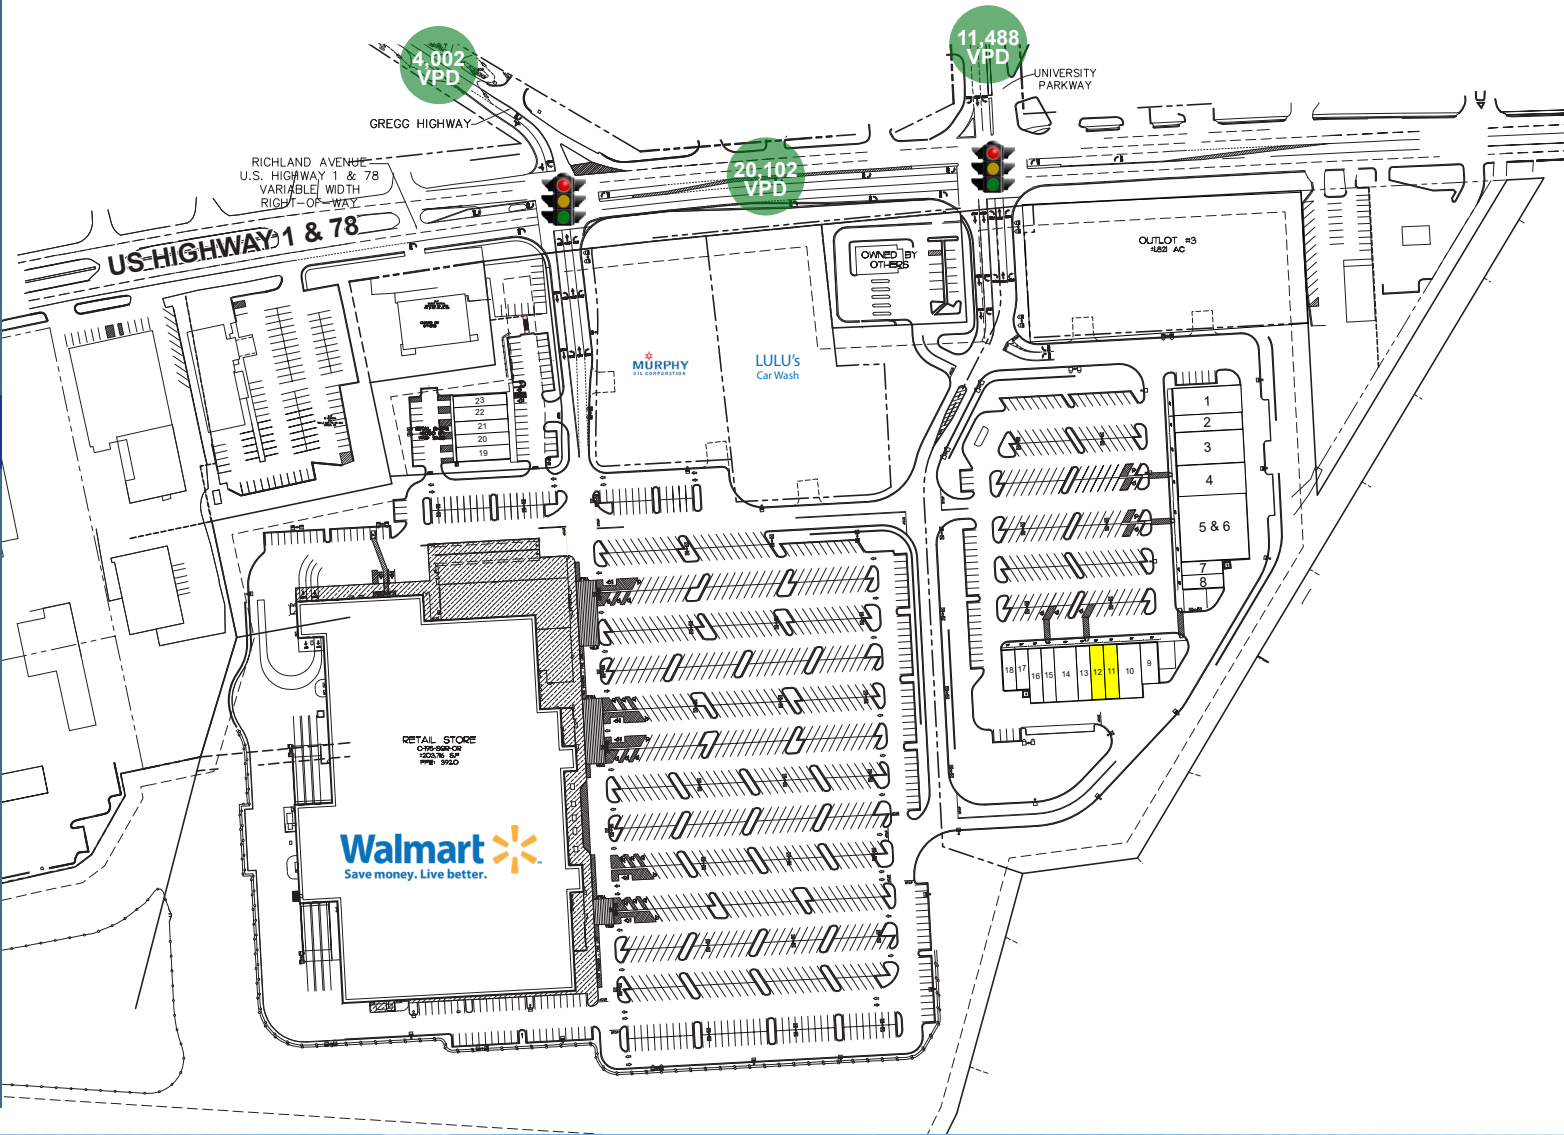 4,002
VPD
11,488
VPD
UNIVERSITY
PARKWAY
GREGG HIGHWAY
RICHLAND AVENUE
U.S. HIGHWAY 1 & 78
VARIABLE WIDTH
RIGHT-OF-WAY
20,102
VPD
US HIGHWAY 1 & 78
OUTLOT #3
OWNED BY
OTHERS
MURPHY
OIL CORPORATION
LULU's
Car Wash
23
22
21
20
19
1
2
3
4
5 & 6
7
8
18
17
16
15
14
13
12
11
10
9
RETAIL STORE
Walmart
Save money. Live better.